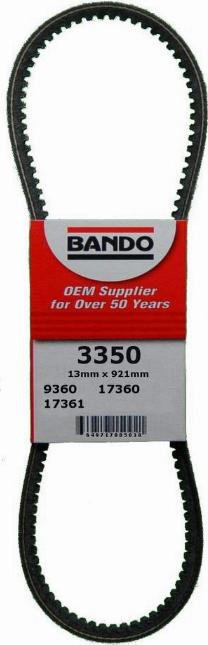 BANDO
OEM Supplier
for Over 50 Years
3350
13mm x 921mm
9360 17360
17361